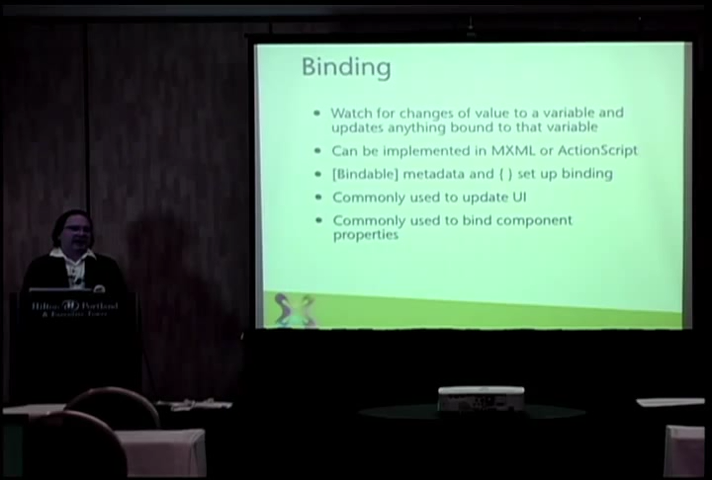 Binding
• Watch for changes of value to a variable and
updates anything bound to that variable
• Can be implemented in MXML or ActionScript
• [Bindable] metadata and { } set up binding
• Commonly used to update UI
• Commonly used to bind component
properties
Hilton Portland
& Executive Tower